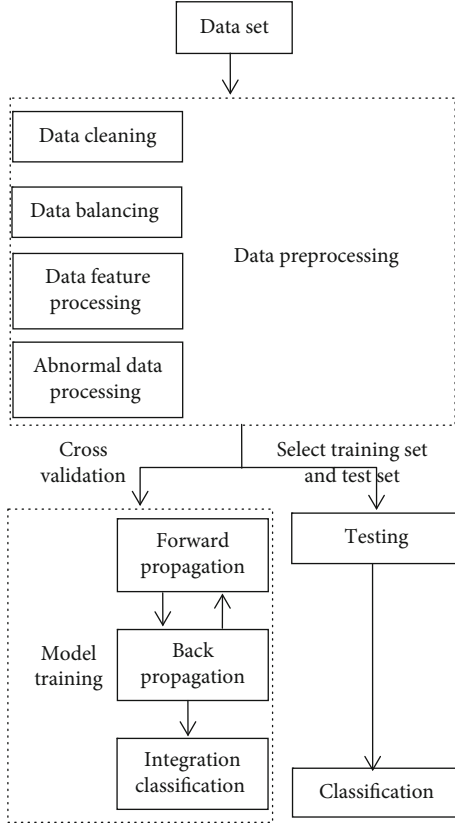 Data set
Data cleaning
Data balancing
Data feature
processing
Abnormal data
processing
Data preprocessing
Cross
validation
Select training set
and test set
Model
training
Forward
propagation
Back
propagation
Integration
classification
Testing
Classification